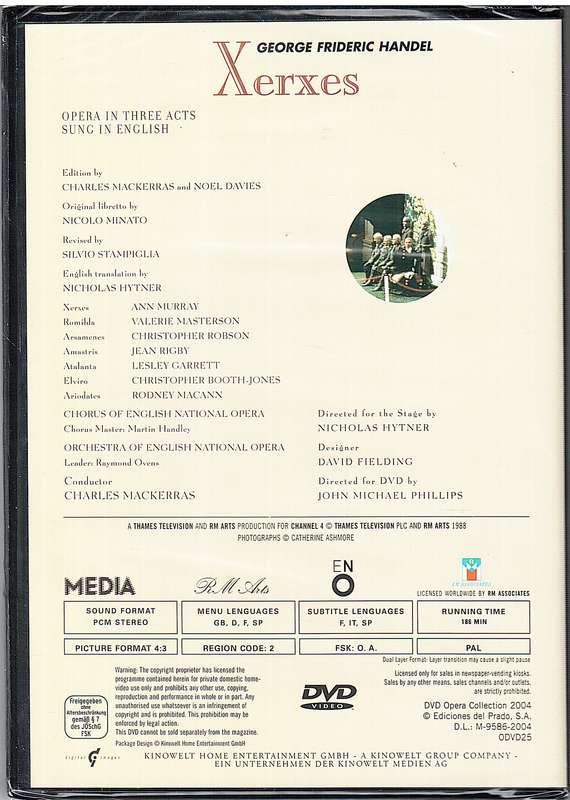 GEORGE FRIDERIC HANDEL
Xerxes
OPERA IN THREE ACTS
SUNG IN ENGLISH
Edition by
CHARLES MACKERRAS and NOEL DAVIES
Original libretto by
NICOLO MINATO
Revised by
SILVIO STAMPIGLIA
English translation by
NICHOLAS HYTNER
Xerxes ANN MURRAY
Romilda VALERIE MASTERSON
Arsamenes CHRISTOPHER ROBSON
Amastris JEAN RIGBY
Atalanta LESLEY GARRETT
Elviro CHRISTOPHER BOOTH-JONES
Ariodates RODNEY MACANN
CHORUS OF ENGLISH NATIONAL OPERA
Chorus Master: Martin Handley
ORCHESTRA OF ENGLISH NATIONAL OPERA
Leader: Raymond Ovens
Conductor
CHARLES MACKERRAS
Directed for the Stage by
NICHOLAS HYTNER
Designer
DAVID FIELDING
Directed for DVD by
JOHN MICHAEL PHILLIPS
A THAMES TELEVISION AND RM ARTS PRODUCTION FOR CHANNEL 4 © THAMES TELEVISION PLC AND RM ARTS 1988
PHOTOGRAPHS © CATHERINE ASHMORE
MEDIA
RM Arts
ENO
RM ASSOCIATES
LICENSED WORLDWIDE BY RM ASSOCIATES
SOUND FORMAT
PCM STEREO
MENU LENGUAGES
GB, D, F, SP
SUBTITLE LENGUAGES
F, IT, SP
RUNNING TIME
186 MIN
PICTURE FORMAT 4:3
REGION CODE: 2
FSK: O. A.
PAL
Dual Layer Format: Layer transition may cause a slight pause
Freigegeben
ohne
Altersbeschränkung
gemäß § 7
des JÖSchG
FSK
Warning: The copyright proprietor has licensed the
programme contained herein for private domestic home-
video use only and prohibits any other use, copying,
reproduction and performance in whole or in part. Any
unauthorised use whatsoever is an infringement of
copyright and is prohibited. This prohibition may be
enforced by legal action.
This DVD cannot be sold separately from the magazine.
Package Design © Kinowelt Home Entertainment GmbH
DVD
VIDEO
Licensed only for sales in newspaper-vending kiosks.
Sales by any other means, sales channels and/or outlets,
are strictly prohibited.
DVD Opera Collection 2004
© Ediciones del Prado, S.A.
D.L.: M-9586-2004
ODVD25
digital images
KINOWELT HOME ENTERTAINMENT GMBH - A KINOWELT GROUP COMPANY -
EIN UNTERNEHMEN DER KINOWELT MEDIEN AG